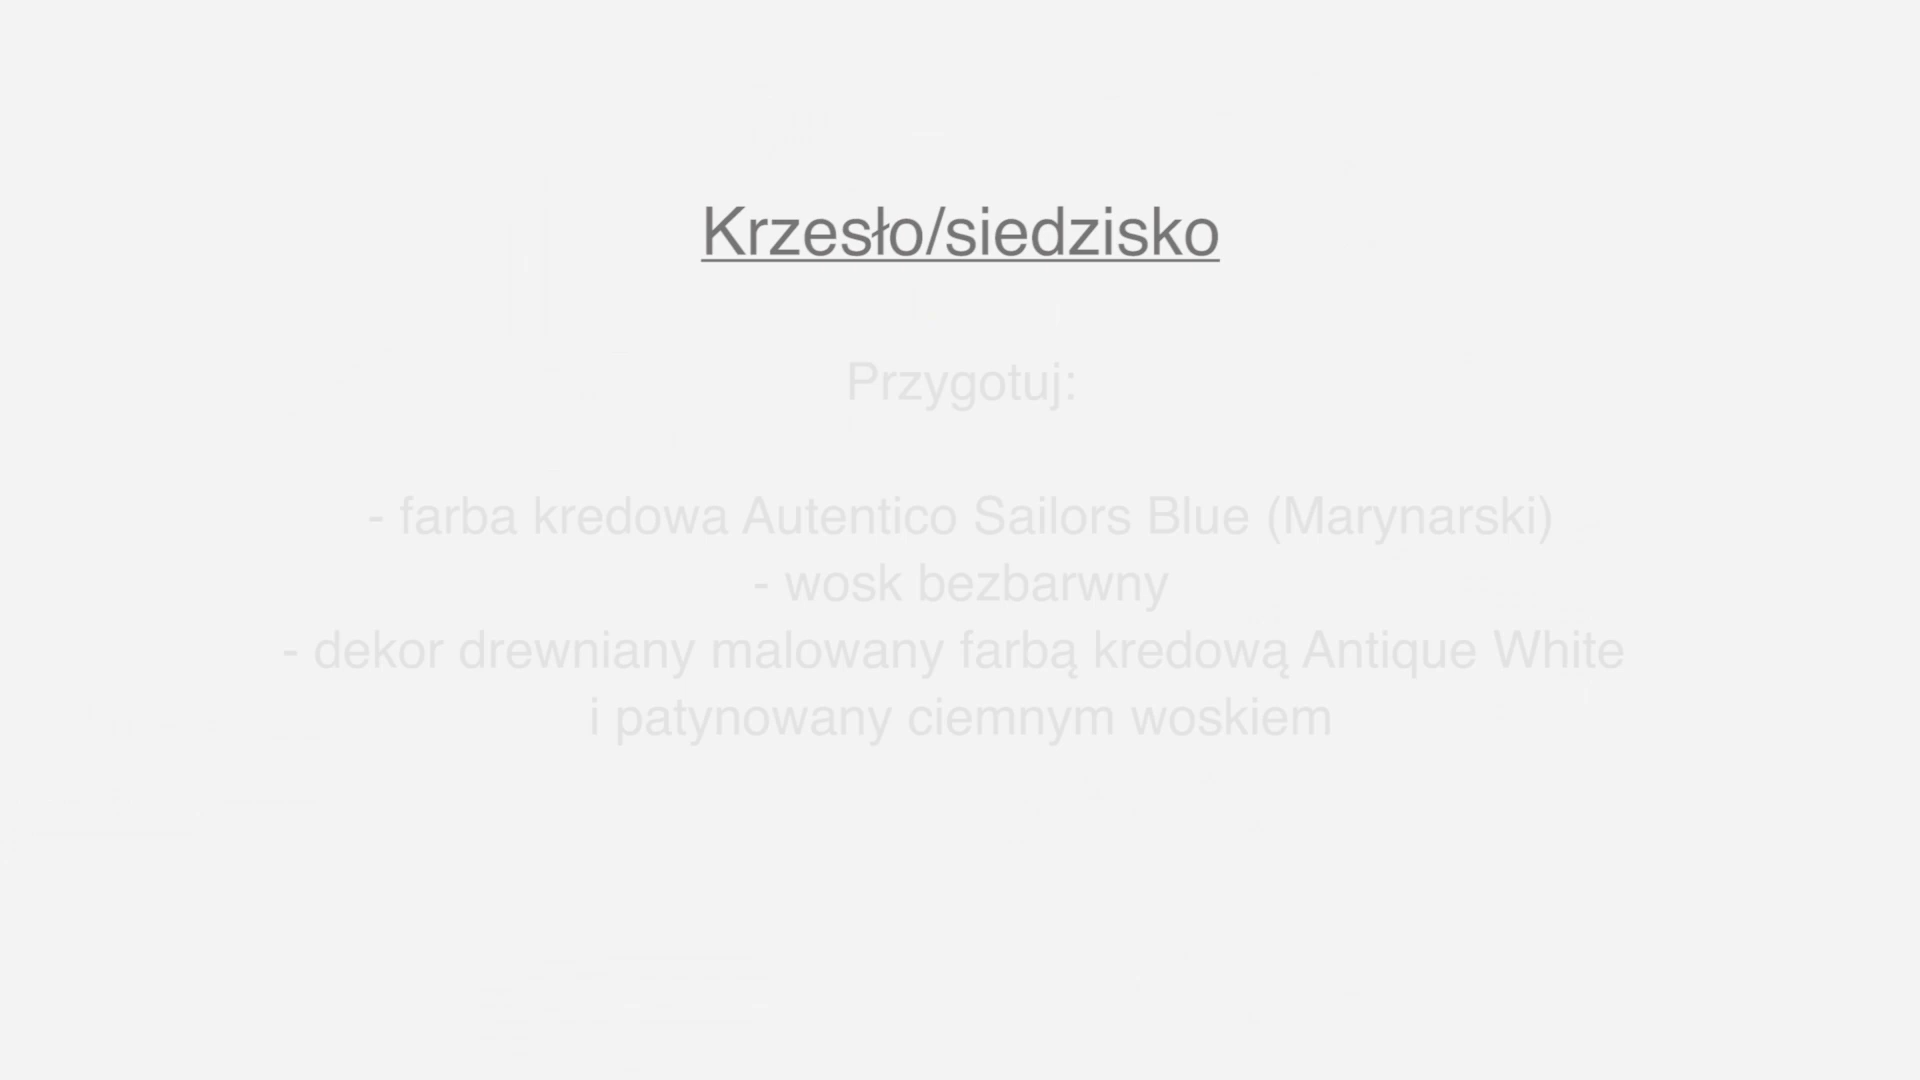 Krzesło/siedzisko
Przygotuj:
- farba kredowa Autentico Sailors Blue (Marynarski)
- wosk bezbarwny
- dekor drewniany malowany farbą kredową Antique White
i patynowany ciemnym woskiem